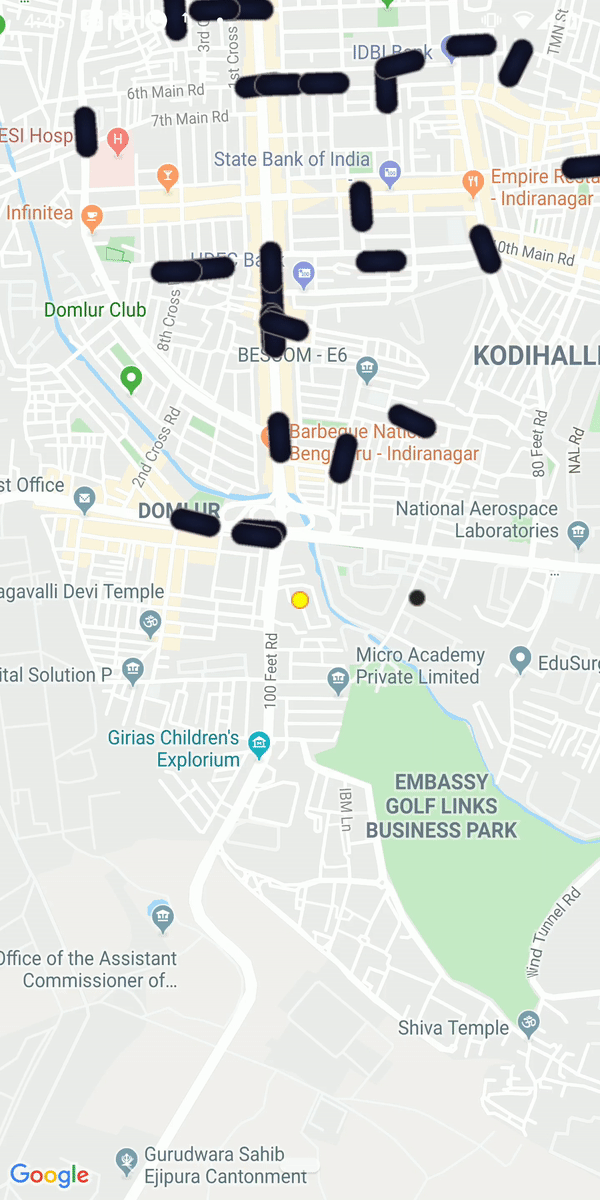 4:45
3rd C
1st Cross
TMN St
IDBI Bank
6th Main Rd
7th Main Rd
ESI Hosp
State Bank of India
Empire Resta
- Indiranagar
Infinitea
0th Main Rd
HDFC Bank
8th Cross
Domlur Club
BESCOM - E6
KODIHALLI
2nd Cross Rd
Barbeque Natio
Bengaluru - Indiranagar
80 Feet Rd
NAL Rd
st Office
DOMLUR
National Aerospace
Laboratories
agavalli Devi Temple
100 Feet Rd
Micro Academy
Private Limited
EduSurg
ital Solution P
Girias Children's
Explorium
IBM Ln
EMBASSY
GOLF LINKS
BUSINESS PARK
Wind Tunnel Rd
Office of the Assistant
Commissioner of...
Shiva Temple
Gurudwara Sahib
Ejipura Cantonment
Google